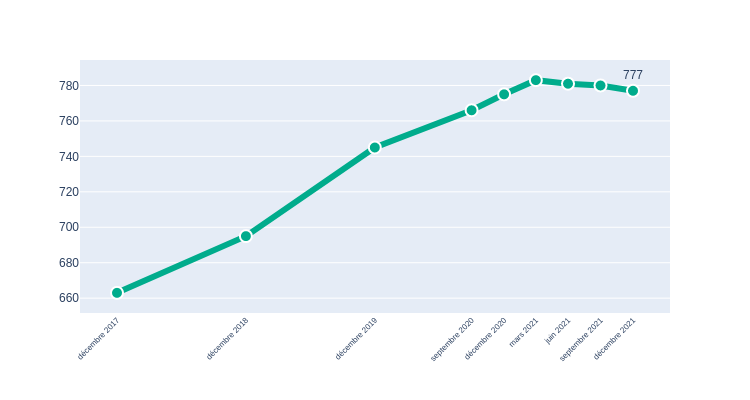 777
780
760
740
720
700
680
660
décembre 2017
décembre 2018
décembre 2019
septembre 2020
décembre 2020
mars 2021
juin 2021
septembre 2021
décembre 2021